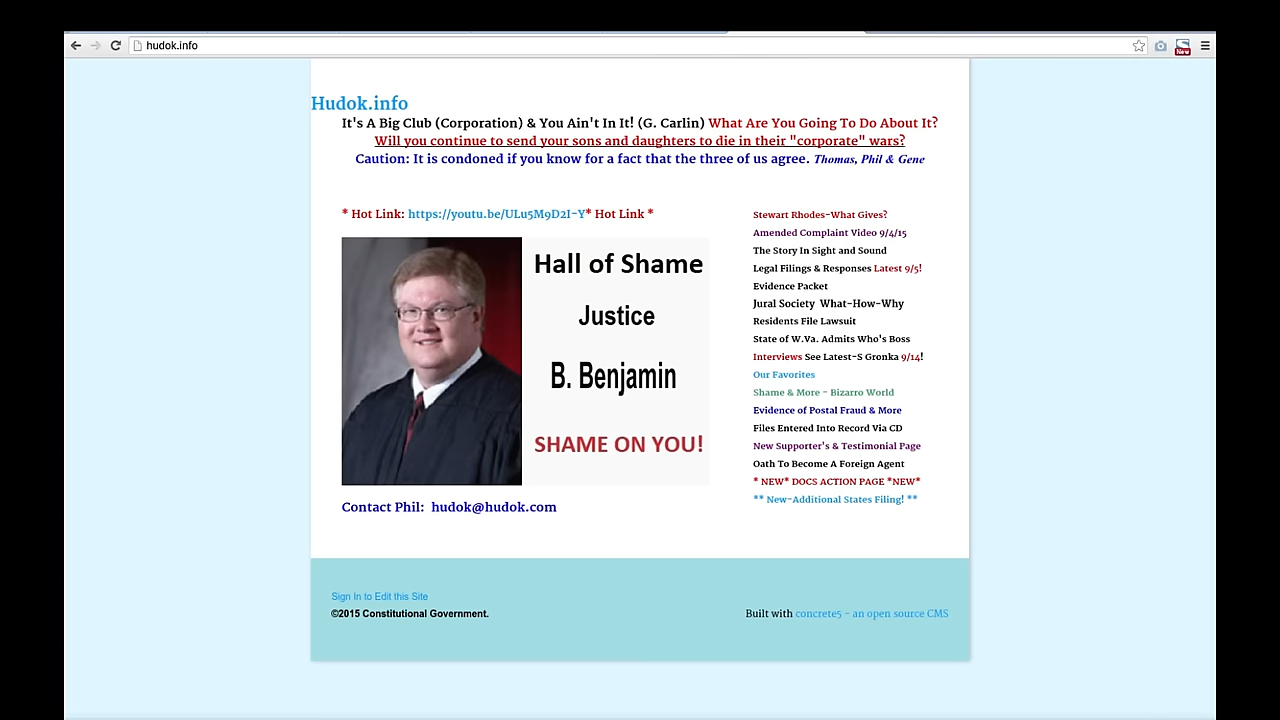 hudok.info
New
Hudok.info
It's A Big Club (Corporation) & You Ain't In It! (G. Carlin) What Are You Going To Do About It?
Will you continue to send your sons and daughters to die in their "corporate" wars?
Caution: It is condoned if you know for a fact that the three of us agree. Thomas, Phil & Gene
* Hot Link: https://youtu.be/ULu5M9D2I-Y* Hot Link *
Hall of Shame
Justice
B. Benjamin
SHAME ON YOU!
Contact Phil: hudok@hudok.com
Stewart Rhodes-What Gives?
Amended Complaint Video 9/4/15
The Story In Sight and Sound
Legal Filings & Responses Latest 9/5!
Evidence Packet
Jural Society What-How-Why
Residents File Lawsuit
State of W.Va. Admits Who's Boss
Interviews See Latest-S Gronka 9/14!
Our Favorites
Shame & More - Bizarro World
Evidence of Postal Fraud & More
Files Entered Into Record Via CD
New Supporter's & Testimonial Page
Oath To Become A Foreign Agent
* NEW* DOCS ACTION PAGE *NEW*
** New-Additional States Filing! **
Sign In to Edit this Site
©2015 Constitutional Government.
Built with concrete5 - an open source CMS